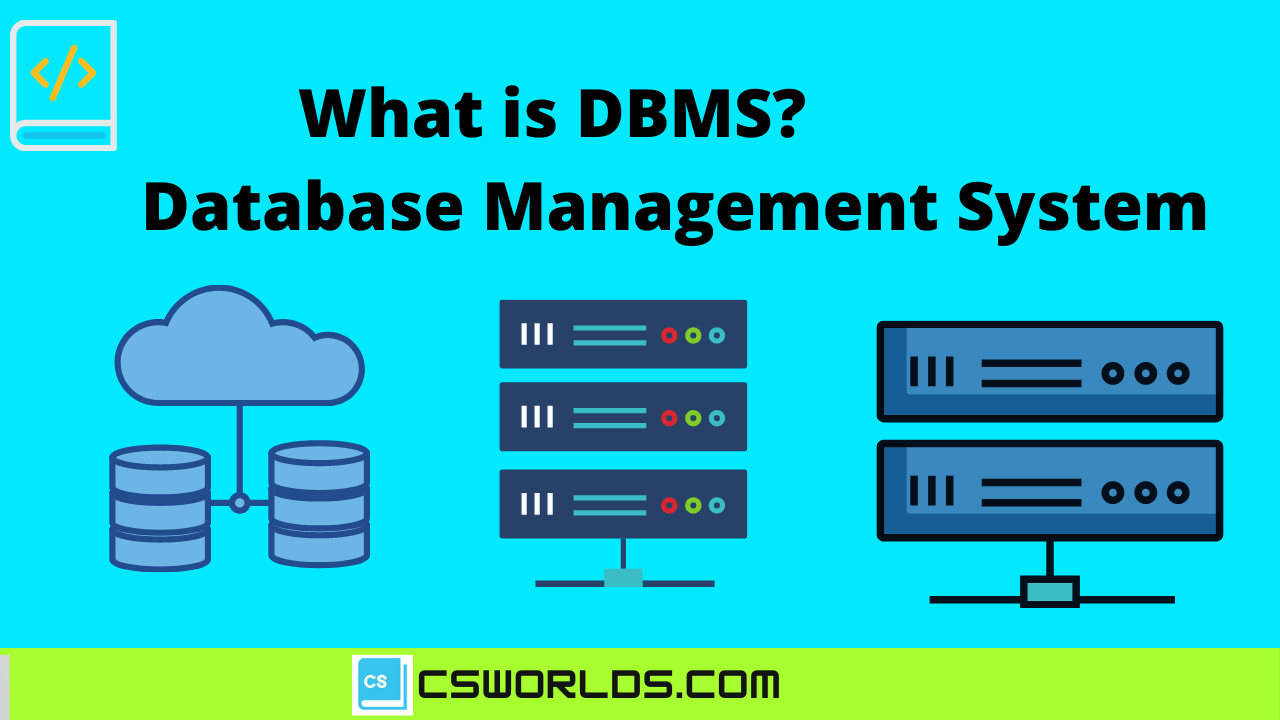 </>
What is DBMS?
Database Management System
CS
CSWORLDS.COM